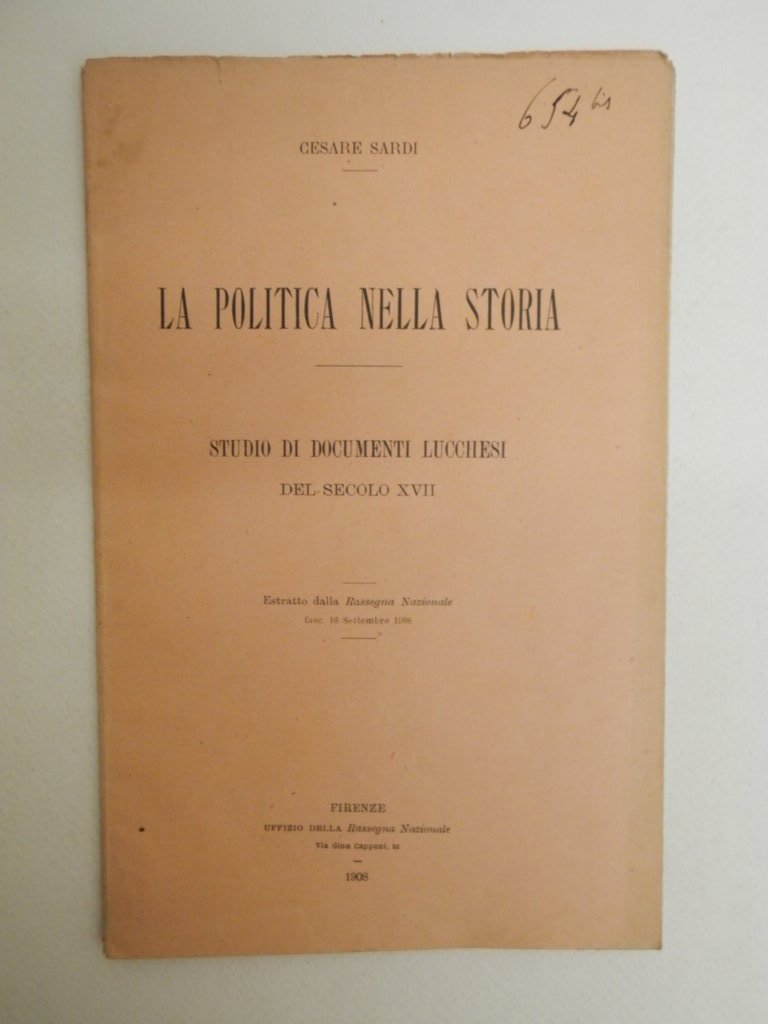 654 bis
CESARE SARDI
LA POLITICA NELLA STORIA
STUDIO DI DOCUMENTI LUCCHESI
DEL SECOLO XVII
Estratto dalla Rassegna Nazionale
fasc. 16 Settembre 1908
FIRENZE
UFFIZIO DELLA Rassegna Nazionale
Via Gino Capponi,
1908